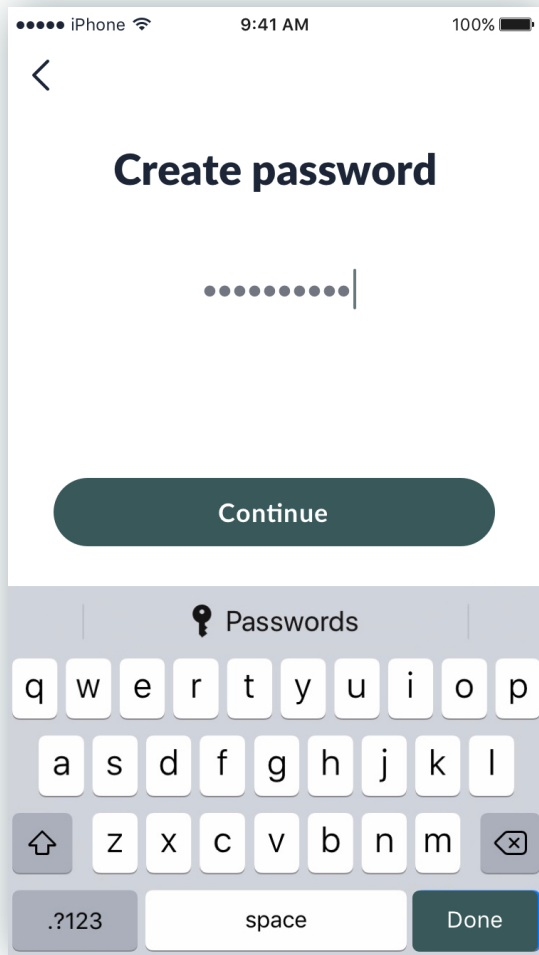 ●●●●● iPhone 9:41 AM 100%
Create password
●●●●●●●●●●
Continue
Passwords
q w e r t y u i o p
a s d f g h j k l
z x c v b n m
.?123 space Done